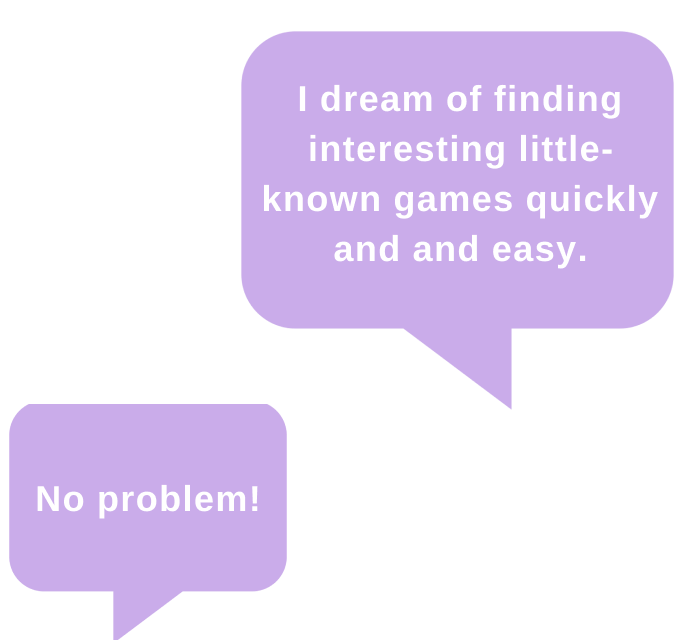 I dream of finding
interesting little-
known games quickly
and and easy.
No problem!